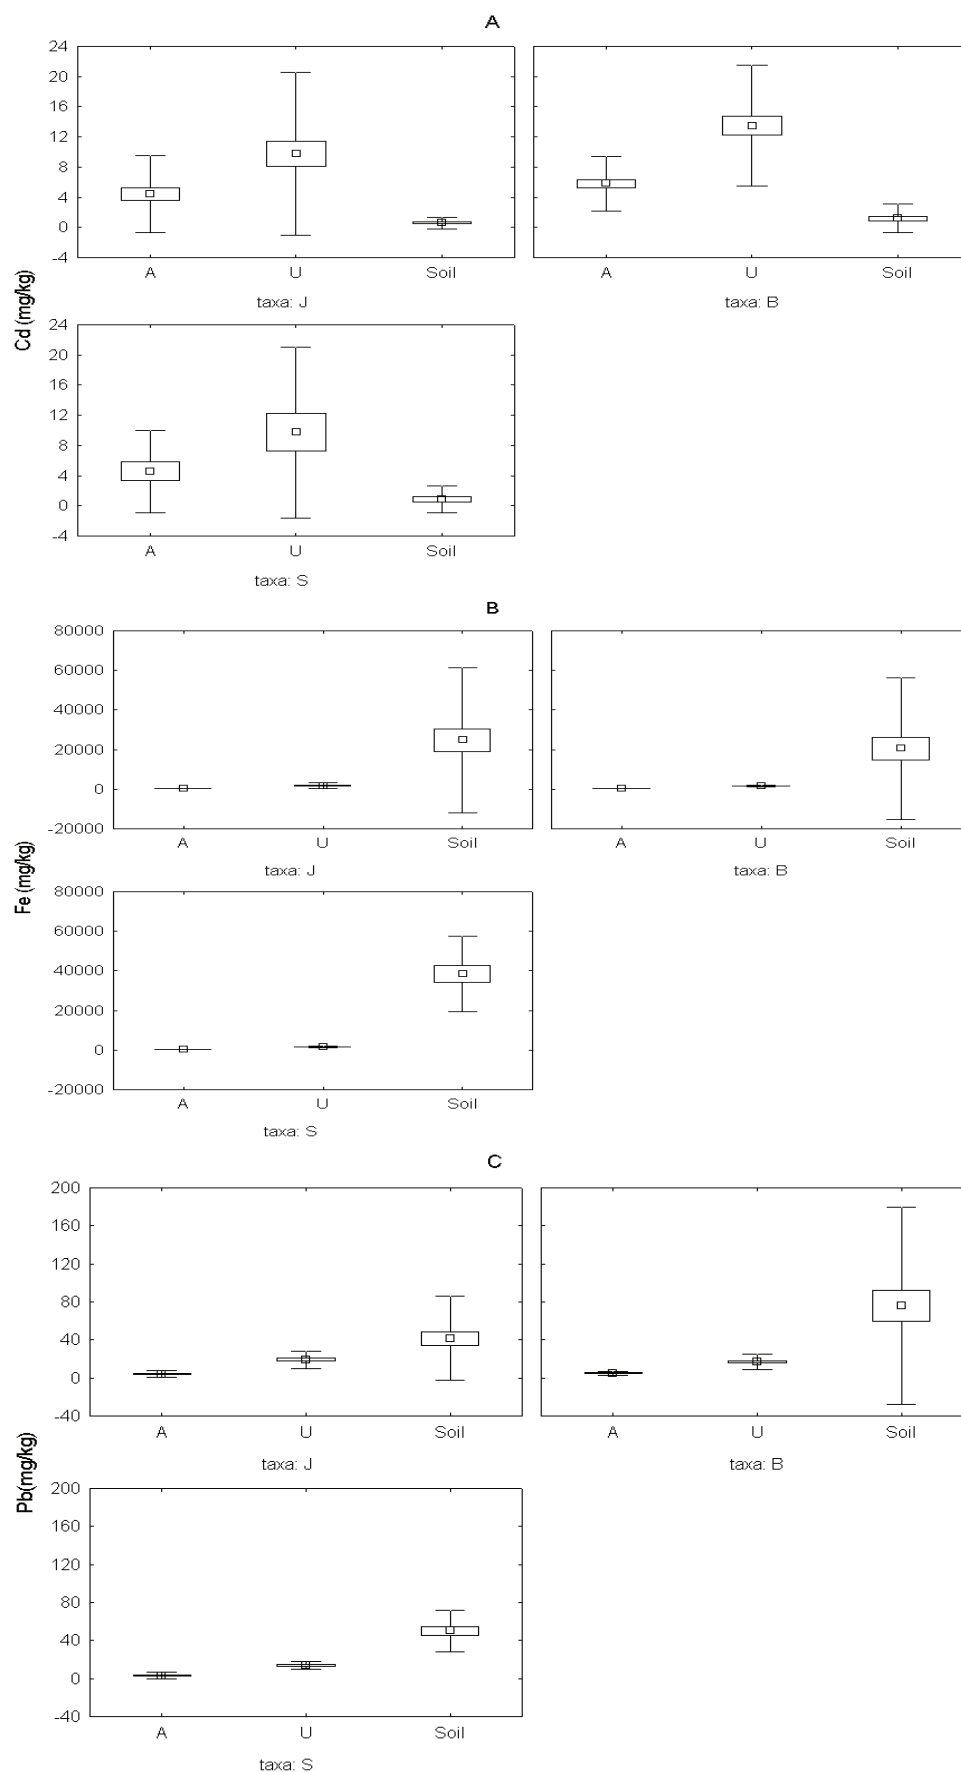 A
24
20
16
12
8
4
0
-4
A U Soil A U Soil
taxa: J taxa: B
Cd (mg/kg)
24
20
16
12
8
4
0
-4
A U Soil
taxa: S
B
80000
60000
40000
20000
0
-20000
A U Soil A U Soil
taxa: J taxa: B
Fe (mg/kg)
80000
60000
40000
20000
0
-20000
A U Soil
taxa: S
C
200
160
120
80
40
0
-40
A U Soil A U Soil
taxa: J taxa: B
Pb(mg/kg)
200
160
120
80
40
0
-40
A U Soil
taxa: S